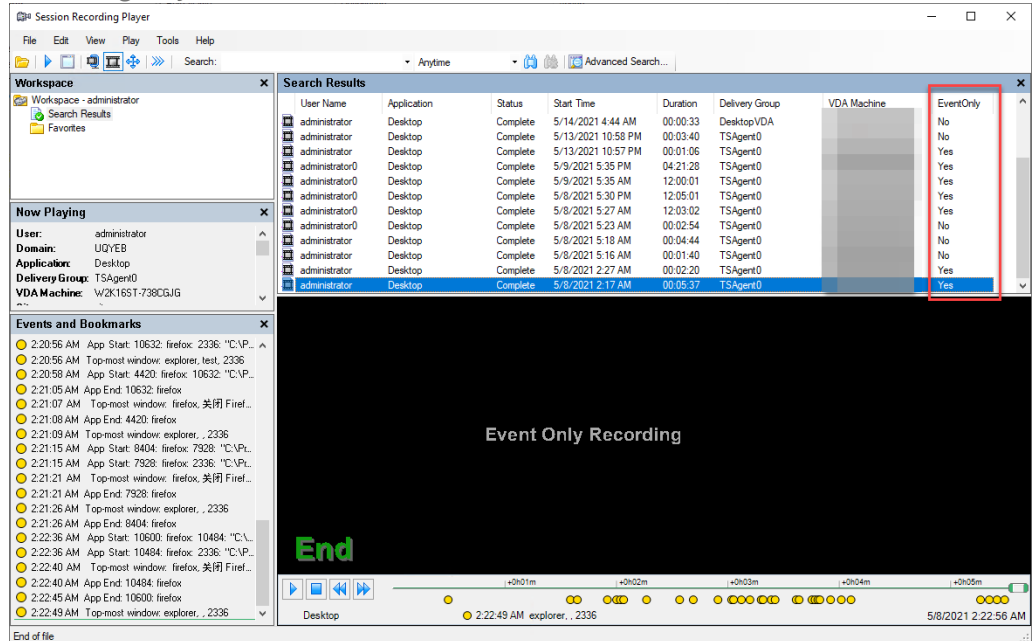 Session Recording Player
File Edit View Play Tools Help
Search: Anytime Advanced Search...
Workspace
Workspace - administrator
Search Results
Favorites
Now Playing
User: administrator
Domain: UQYEB
Application: Desktop
Delivery Group: TSAgent0
VDA Machine: W2K16ST-738CGJG
Events and Bookmarks
2:20:56 AM App Start: 10632: firefox: 2336: "C:\P...
2:20:56 AM Top-most window: explorer, test, 2336
2:20:58 AM App Start: 4420: firefox: 10632: "C:\P...
2:21:05 AM App End: 10632: firefox
2:21:07 AM Top-most window: firefox, 关闭 Firef...
2:21:08 AM App End: 4420: firefox
2:21:09 AM Top-most window: explorer, , 2336
2:21:15 AM App Start: 8404: firefox: 7928: "C:\Pr...
2:21:15 AM App Start: 7928: firefox: 2336: "C:\Pr...
2:21:21 AM Top-most window: firefox, 关闭 Firef...
2:21:21 AM App End: 7928: firefox
2:21:26 AM Top-most window: explorer, , 2336
2:21:26 AM App End: 8404: firefox
2:22:36 AM App Start: 10600: firefox: 10484: "C:\...
2:22:36 AM App Start: 10484: firefox: 2336: "C:\P...
2:22:40 AM Top-most window: firefox, 关闭 Firef...
2:22:40 AM App End: 10484: firefox
2:22:45 AM App End: 10600: firefox
2:22:49 AM Top-most window: explorer, , 2336
Search Results
User Name Application Status Start Time Duration Delivery Group VDA Machine EventOnly
administrator Desktop Complete 5/14/2021 4:44 AM 00:00:33 DesktopVDA No
administrator Desktop Complete 5/13/2021 10:58 PM 00:03:40 TSAgent0 No
administrator Desktop Complete 5/13/2021 10:57 PM 00:01:06 TSAgent0 Yes
administrator0 Desktop Complete 5/9/2021 5:35 PM 04:21:28 TSAgent0 Yes
administrator0 Desktop Complete 5/9/2021 5:35 AM 12:00:01 TSAgent0 Yes
administrator0 Desktop Complete 5/8/2021 5:30 PM 12:05:01 TSAgent0 Yes
administrator0 Desktop Complete 5/8/2021 5:27 AM 12:03:02 TSAgent0 Yes
administrator0 Desktop Complete 5/8/2021 5:23 AM 00:02:54 TSAgent0 No
administrator Desktop Complete 5/8/2021 5:18 AM 00:04:44 TSAgent0 No
administrator Desktop Complete 5/8/2021 5:16 AM 00:01:40 TSAgent0 No
administrator Desktop Complete 5/8/2021 2:27 AM 00:02:20 TSAgent0 Yes
administrator Desktop Complete 5/8/2021 2:17 AM 00:05:37 TSAgent0 Yes
Event Only Recording
End
+0h01m +0h02m +0h03m +0h04m +0h05m
Desktop 2:22:49 AM explorer, , 2336 5/8/2021 2:22:56 AM
End of file